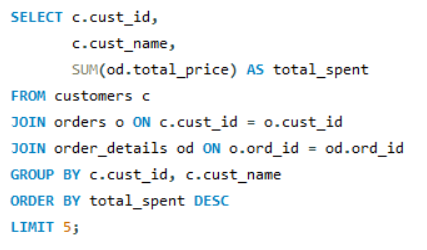 SELECT c.cust_id,
       c.cust_name,
       SUM(od.total_price) AS total_spent
FROM customers c
JOIN orders o ON c.cust_id = o.cust_id
JOIN order_details od ON o.ord_id = od.ord_id
GROUP BY c.cust_id, c.cust_name
ORDER BY total_spent DESC
LIMIT 5;